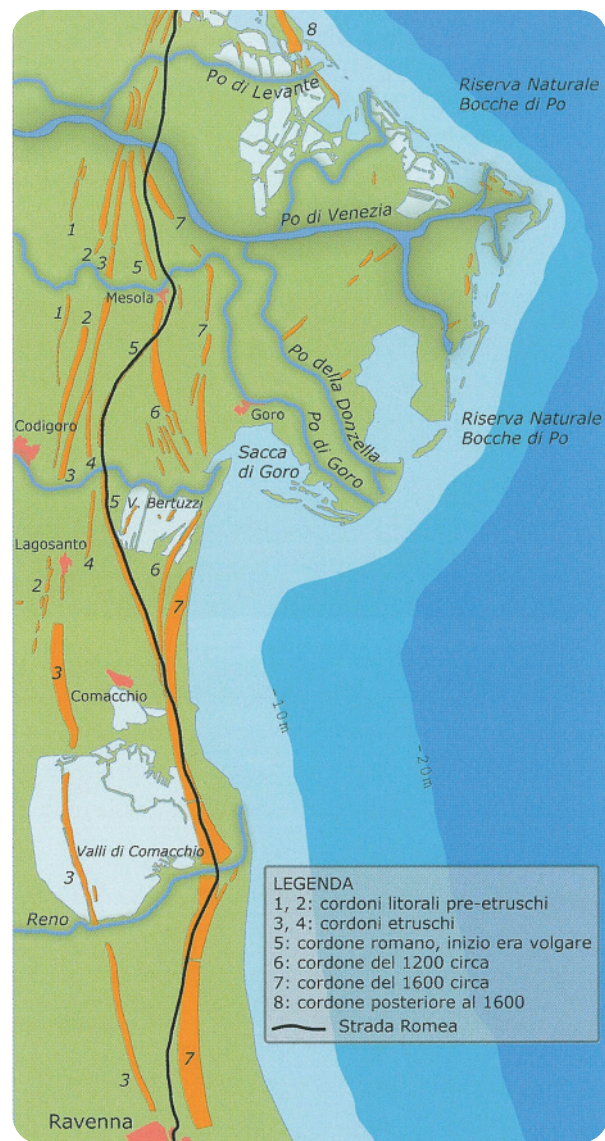 8
Po di Levante
Riserva Naturale
Bocche di Po
1
7
Po di Venezia
2
3
5
Mesola
1
2
7
5
Po della Donzella
6
Goro
Po di Goro
Codigoro
Riserva Naturale
Bocche di Po
Sacca
di Goro
3
4
5
V. Bertuzzi
Lagosanto
4
6
2
7
3
Comacchio
-10m
-20m
Valli di Comacchio
3
Reno
LEGENDA
1, 2: cordoni litorali pre-etruschi
3, 4: cordoni etruschi
5: cordone romano, inizio era volgare
6: cordone del 1200 circa
7: cordone del 1600 circa
8: cordone posteriore al 1600
Strada Romea
7
3
Ravenna